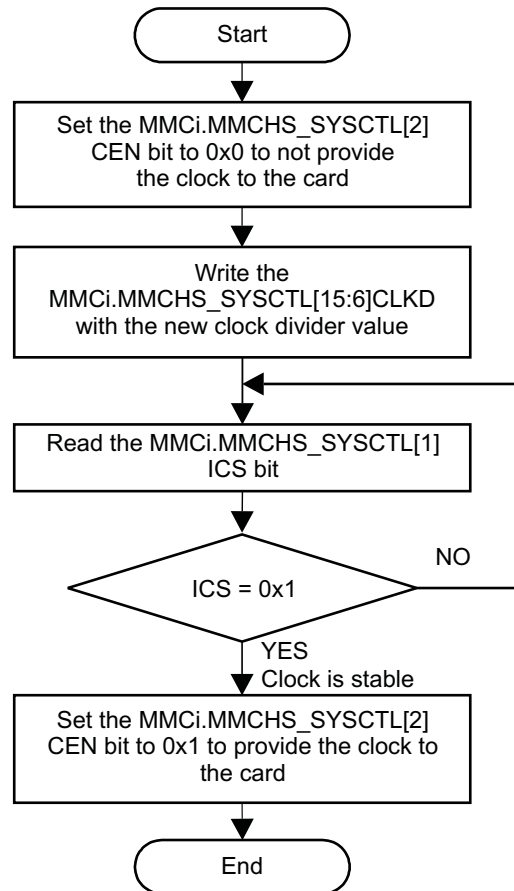 Start
Set the MMCi.MMCHS_SYSCTL[2]
CEN bit to 0x0 to not provide
the clock to the card
Write the
MMCi.MMCHS_SYSCTL[15:6]CLKD
with the new clock divider value
Read the MMCi.MMCHS_SYSCTL[1]
ICS bit
ICS = 0x1
NO
YES
Clock is stable
Set the MMCi.MMCHS_SYSCTL[2]
CEN bit to 0x1 to provide the clock to
the card
End